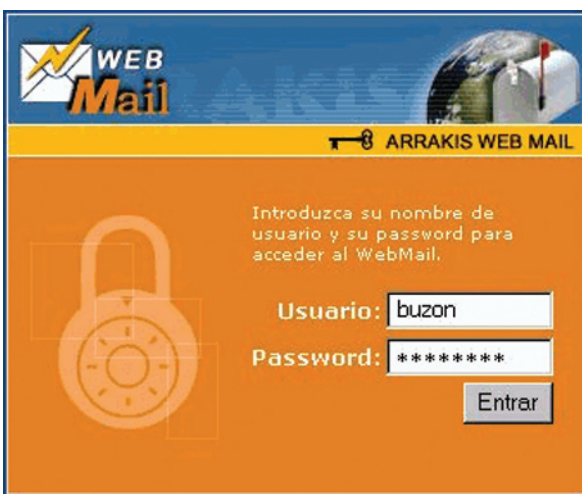 WEB
Mail
ARRAKIS
ARRAKIS WEB MAIL
Introduzca su nombre de
usuario y su password para
acceder al WebMail.
Usuario: buzon
Password: ********
Entrar